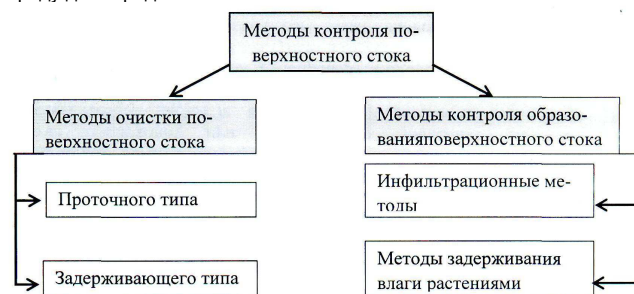 Методы контроля по-
верхностного стока
Методы очистки по-
верхностного стока
Методы контроля образо-
ванияповерхностного стока
Проточного типа
Инфильтрационные ме-
тоды
Задерживающего типа
Методы задерживания
влаги растениями